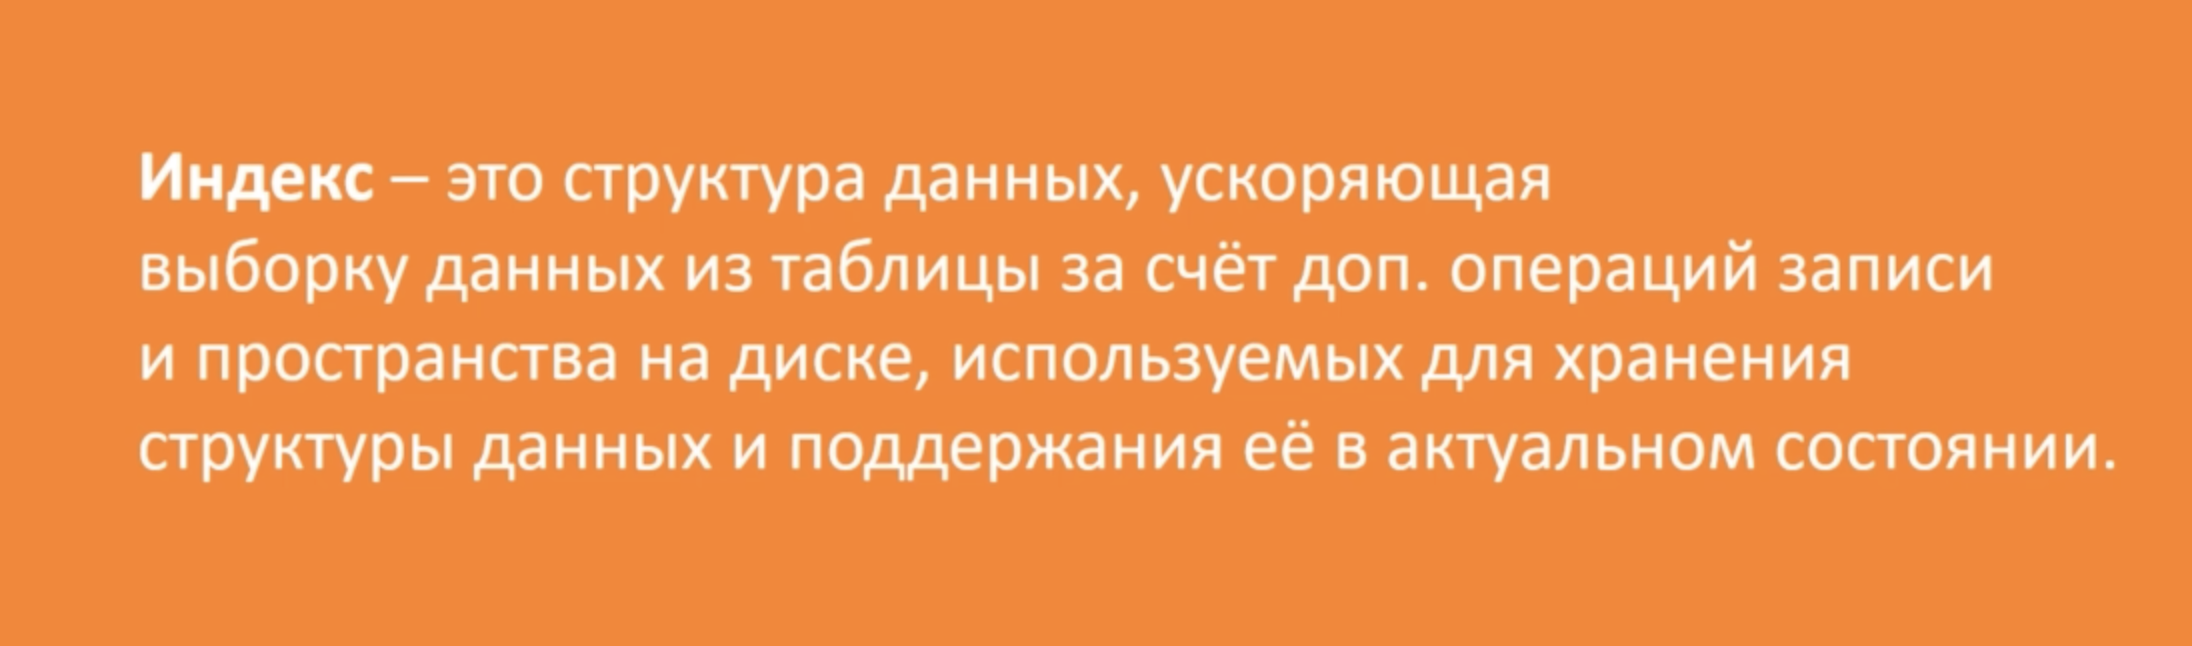 Индекс – это структура данных, ускоряющая
выборку данных из таблицы за счёт доп. операций записи
и пространства на диске, используемых для хранения
структуры данных и поддержания её в актуальном состоянии.